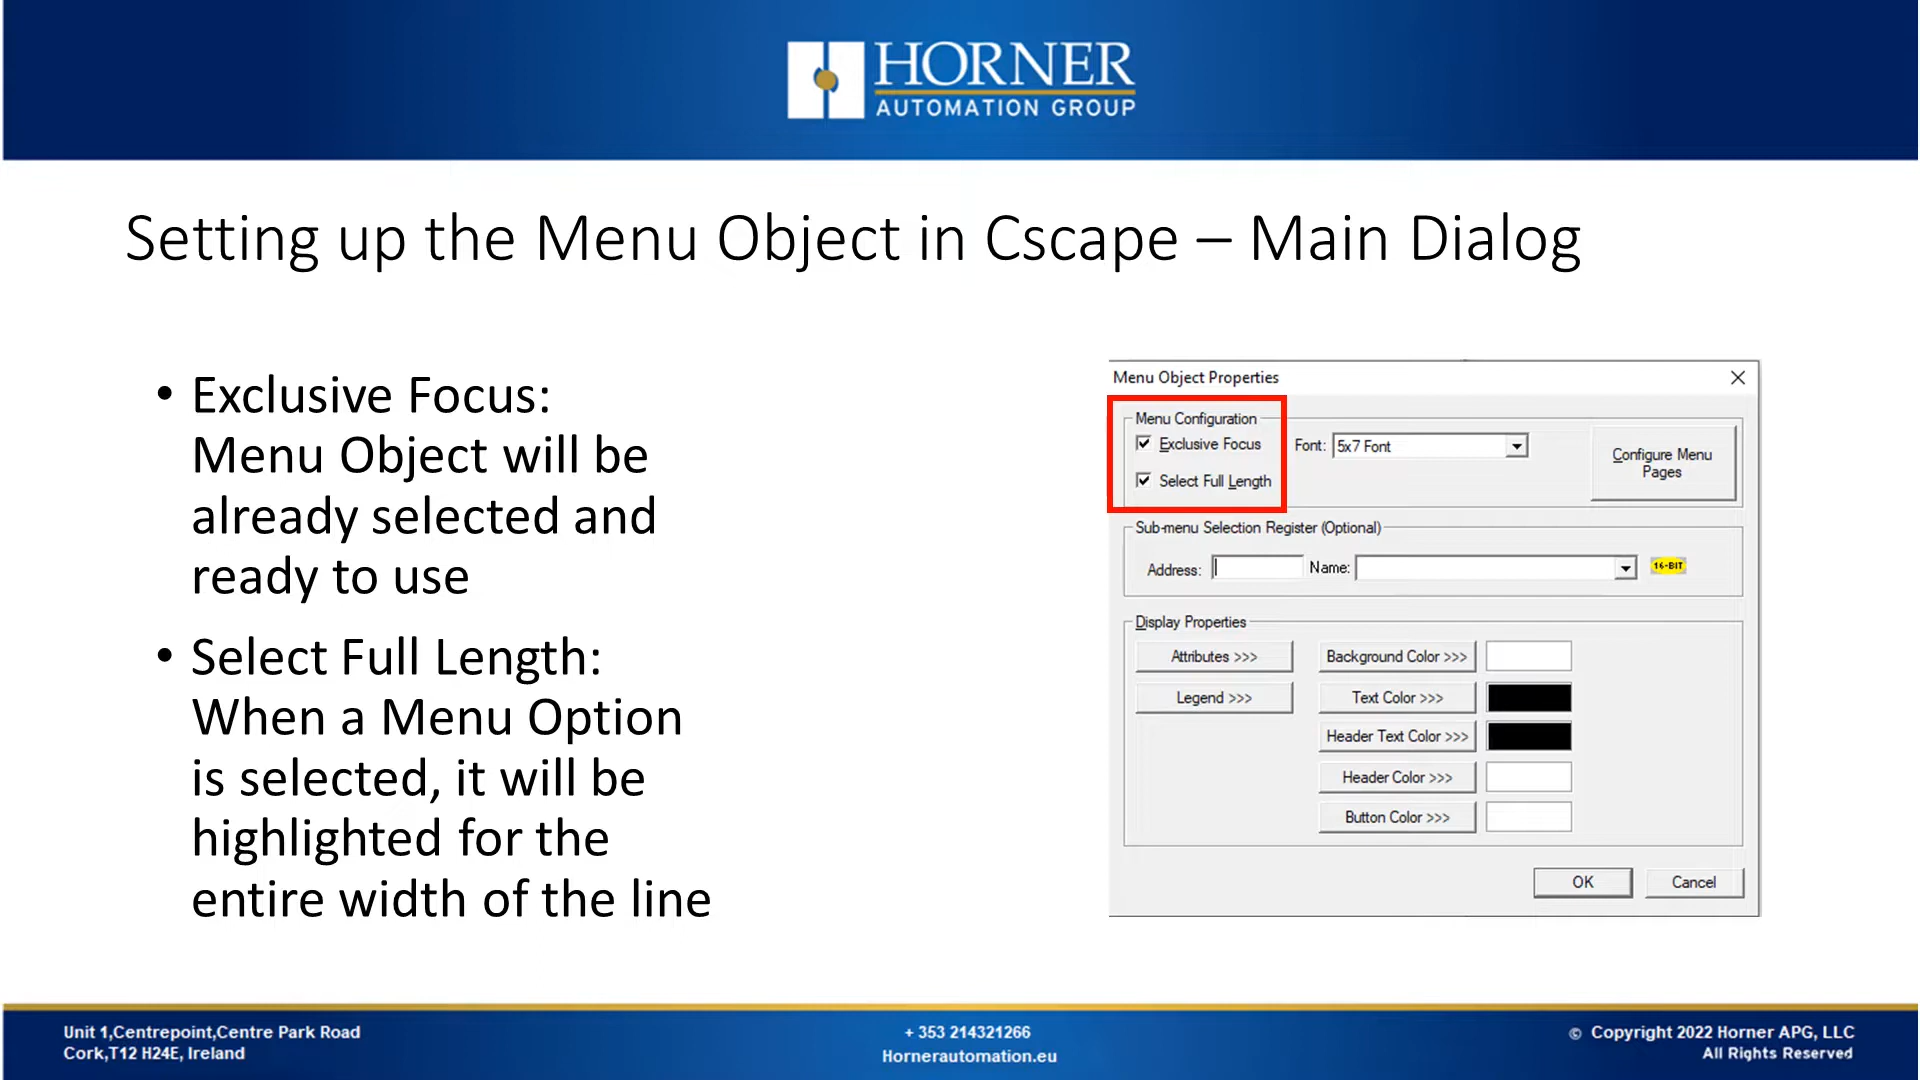 HORNER
AUTOMATION GROUP
Setting up the Menu Object in Cscape – Main Dialog
• Exclusive Focus:
Menu Object will be
already selected and
ready to use
• Select Full Length:
When a Menu Option
is selected, it will be
highlighted for the
entire width of the line
Menu Object Properties
Menu Configuration
Exclusive Focus
Font: 5x7 Font
Configure Menu
Pages
Select Full Length
Sub-menu Selection Register (Optional)
Address:
Name:
16-BIT
Display Properties
Attributes >>>
Background Color >>>
Legend >>>
Text Color >>>
Header Text Color >>>
Header Color >>>
Button Color >>>
OK
Cancel
Unit 1,Centrepoint,Centre Park Road
Cork,T12 H24E, Ireland
+ 353 214321266
Hornerautomation.eu
© Copyright 2022 Horner APG, LLC
All Rights Reserved